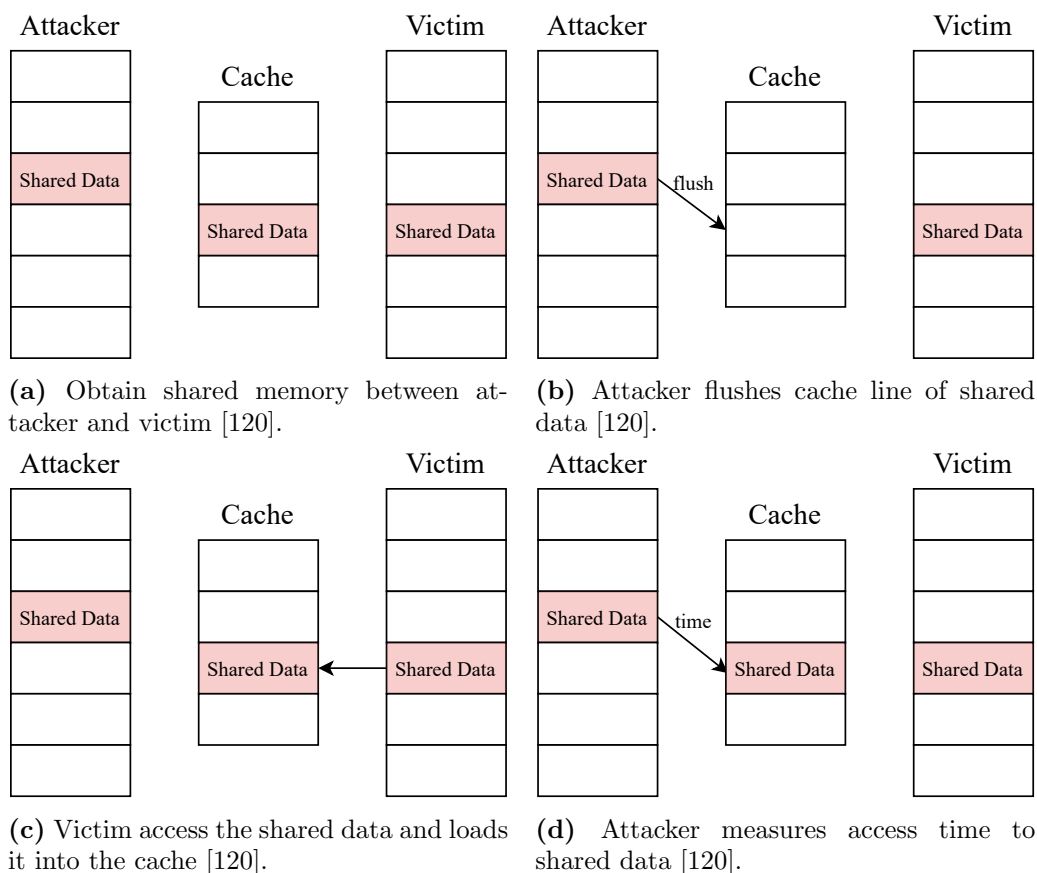 Attacker
Victim
Cache
Shared Data
Shared Data
Shared Data
(a) Obtain shared memory between at-
tacker and victim [120].
Attacker
Victim
Cache
Shared Data
flush
Shared Data
(b) Attacker flushes cache line of shared
data [120].
Attacker
Victim
Cache
Shared Data
Shared Data
Shared Data
(c) Victim access the shared data and loads
it into the cache [120].
Attacker
Victim
Cache
Shared Data
time
Shared Data
Shared Data
(d) Attacker measures access time to
shared data [120].